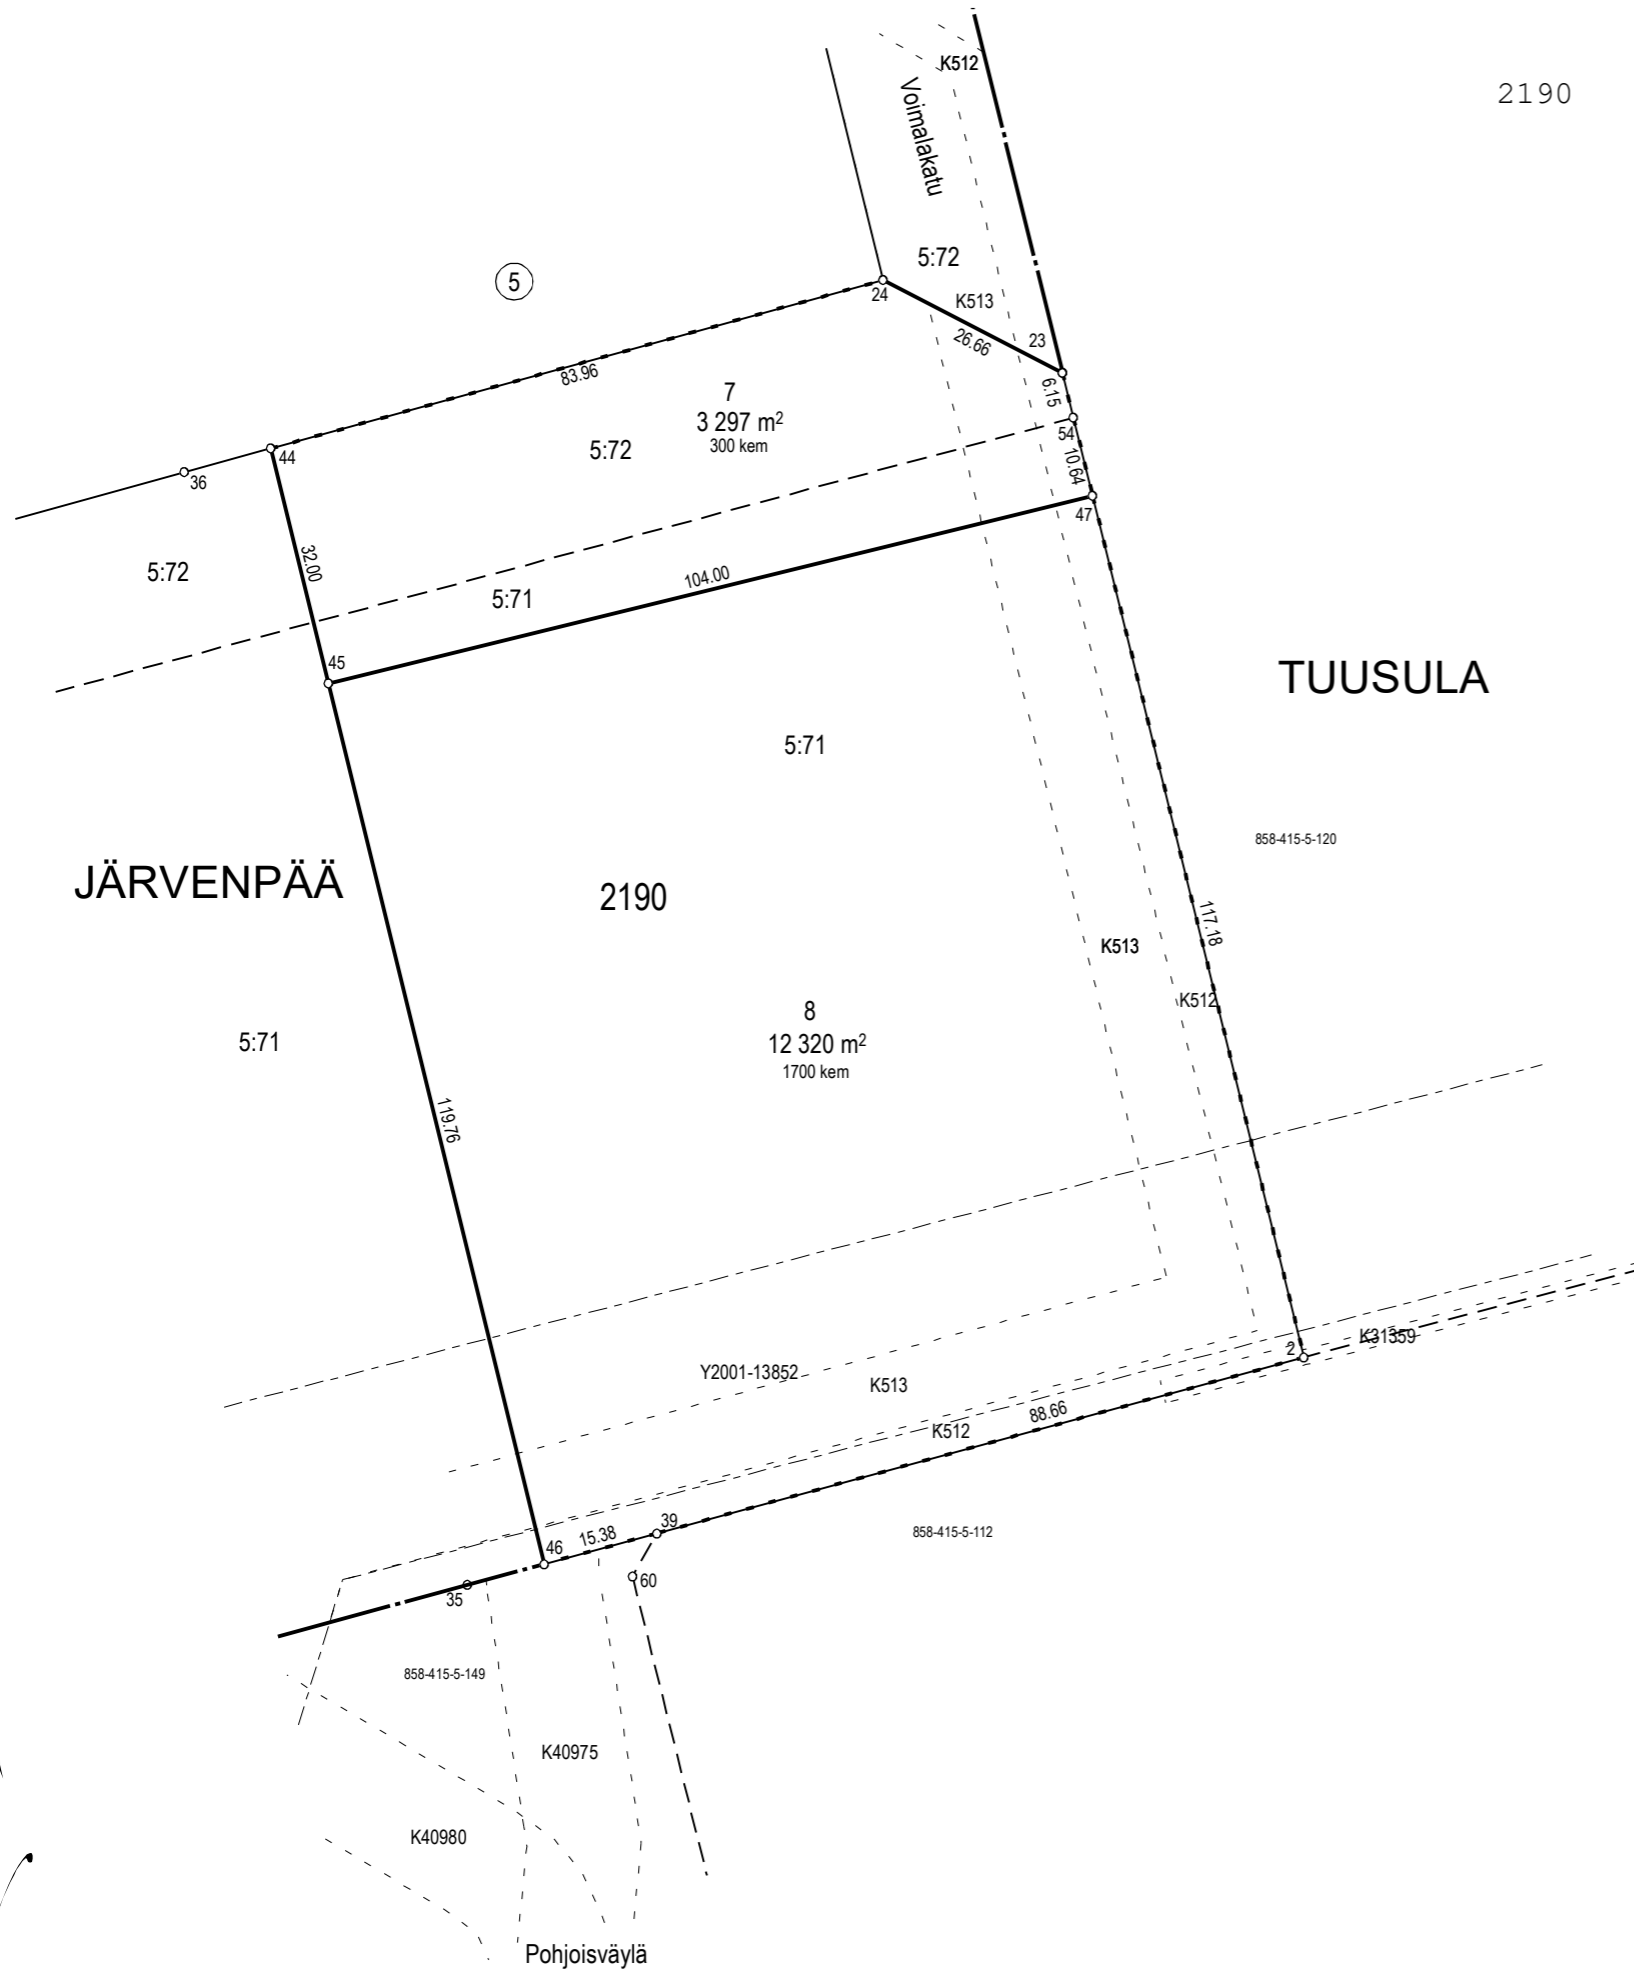 K512
2190
Voimalakatu
5:72
5
24
K513
26.66
23
83.96
6.15
7
3 297 m²
300 kem
54
5:72
44
10.64
36
47
32.00
5:72
104.00
5:71
45
TUUSULA
5:71
858-415-5-120
JÄRVENPÄÄ
2190
117.18
K513
K512
8
12 320 m²
1700 kem
5:71
119.76
K31359
2
Y2001-13852
K513
88.66
K512
39
858-415-5-112
15.38
46
60
35
858-415-5-149
K40975
K40980
Pohjoisväylä